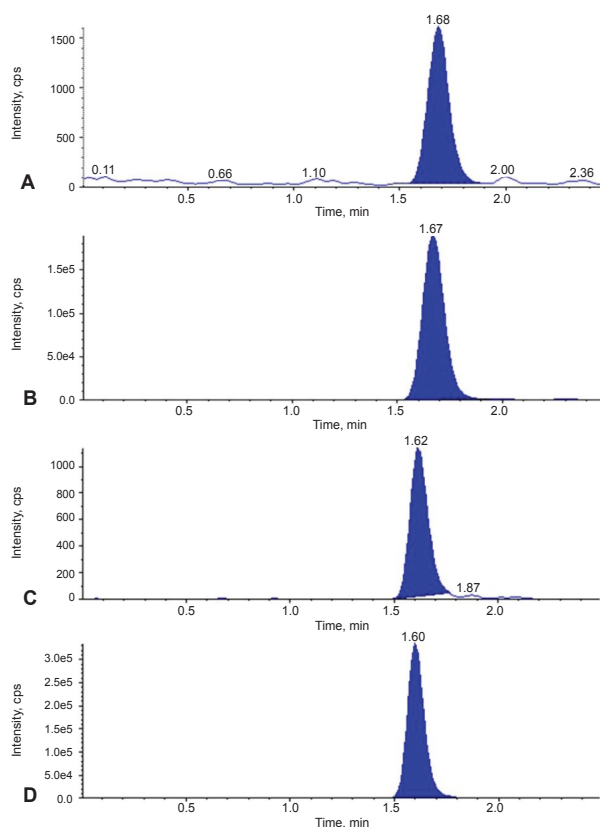 1.68
1500
1000
500
0
Intensity, cps
0.11
0.66
1.10
2.00
2.36
A
0.5 1.0 1.5 2.0
Time, min
1.67
1.5e5
1.0e5
5.0e4
0.0
Intensity, cps
B
0.5 1.0 1.5 2.0
Time, min
1.62
1000
800
600
400
200
0
Intensity, cps
1.87
C
0.5 1.0 1.5 2.0
Time, min
1.60
3.0e5
2.5e5
2.0e5
1.5e5
1.0e5
5.0e4
0.0
Intensity, cps
D
0.5 1.0 1.5 2.0
Time, min